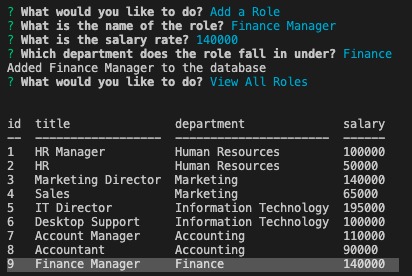 ? What would you like to do? Add a Role
? What is the name of the role? Finance Manager
? What is the salary rate? 140000
? Which department does the role fall in under? Finance
Added Finance Manager to the database
? What would you like to do? View All Roles
id title department salary
-- ------------------ ---------------------- ------
1 HR Manager Human Resources 100000
2 HR Human Resources 50000
3 Marketing Director Marketing 140000
4 Sales Marketing 65000
5 IT Director Information Technology 195000
6 Desktop Support Information Technology 100000
7 Account Manager Accounting 110000
8 Accountant Accounting 90000
9 Finance Manager Finance 140000